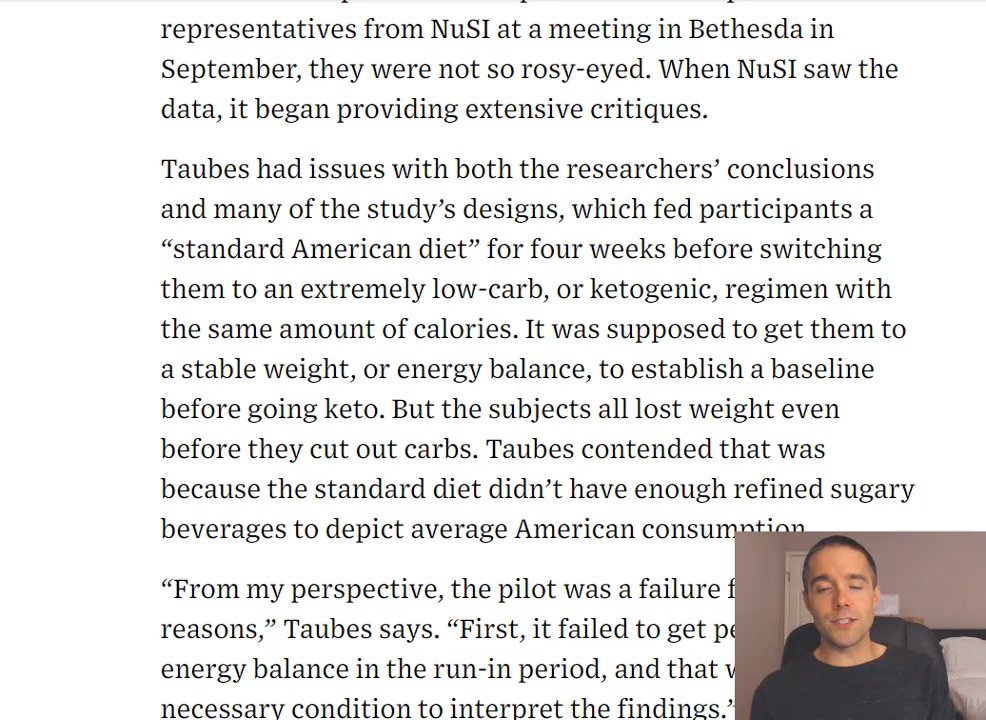 representatives from NuSI at a meeting in Bethesda in
September, they were not so rosy-eyed. When NuSI saw the
data, it began providing extensive critiques.
Taubes had issues with both the researchers’ conclusions
and many of the study’s designs, which fed participants a
“standard American diet” for four weeks before switching
them to an extremely low-carb, or ketogenic, regimen with
the same amount of calories. It was supposed to get them to
a stable weight, or energy balance, to establish a baseline
before going keto. But the subjects all lost weight even
before they cut out carbs. Taubes contended that was
because the standard diet didn’t have enough refined sugary
beverages to depict average American consumption.
“From my perspective, the pilot was a failure
reasons,” Taubes says. “First, it failed to get
energy balance in the run-in period, and that
necessary condition to interpret the findings.”